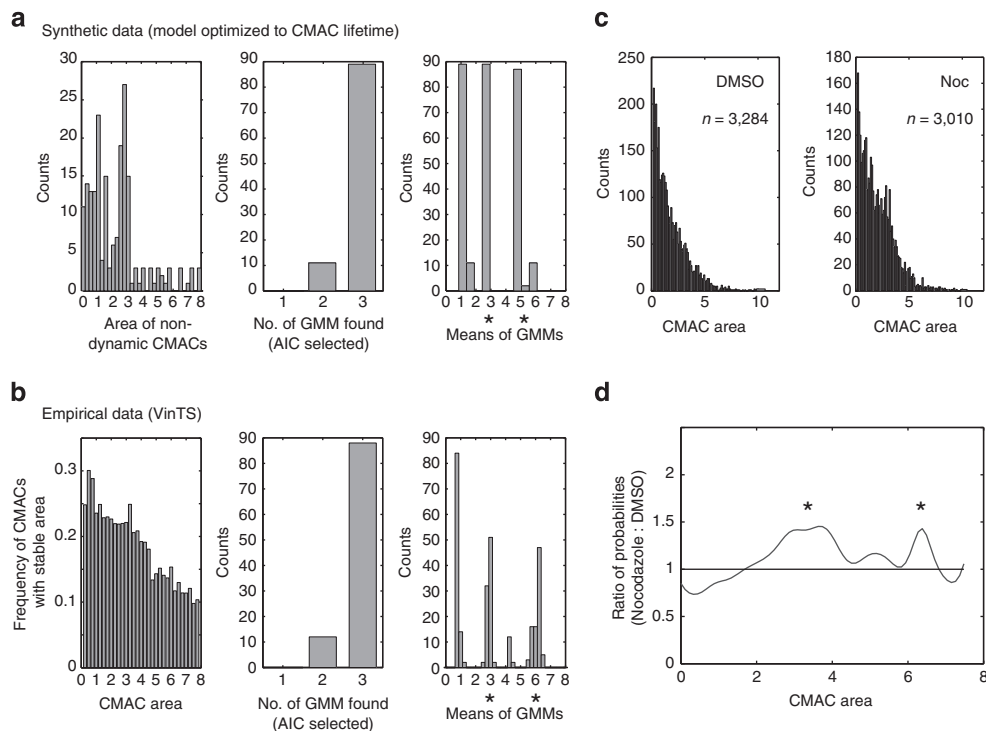 a
Synthetic data (model optimized to CMAC lifetime)
30
25
20
15
10
5
0
Counts
0 1 2 3 4 5 6 7 8
Area of non-
dynamic CMACs
90
80
70
60
50
40
30
20
10
0
Counts
1 2 3
No. of GMM found
(AIC selected)
90
80
70
60
50
40
30
20
10
0
Counts
0 1 2 3 4 5 6 7 8
* *
Means of GMMs
b
Empirical data (VinTS)
0.3
0.2
0.1
0
Frequency of CMACs
with stable area
0 1 2 3 4 5 6 7 8
CMAC area
90
80
70
60
50
40
30
20
10
0
Counts
1 2 3
No. of GMM found
(AIC selected)
90
80
70
60
50
40
30
20
10
0
Counts
0 1 2 3 4 5 6 7 8
* *
Means of GMMs
c
250
200
150
100
50
0
Counts
DMSO
n = 3,284
0 5 10
CMAC area
180
160
140
120
100
80
60
40
20
0
Counts
Noc
n = 3,010
0 5 10
CMAC area
d
2
1.5
1
0.5
0
Ratio of probabilities
(Nocodazole : DMSO)
* *
0 2 4 6 8
CMAC area